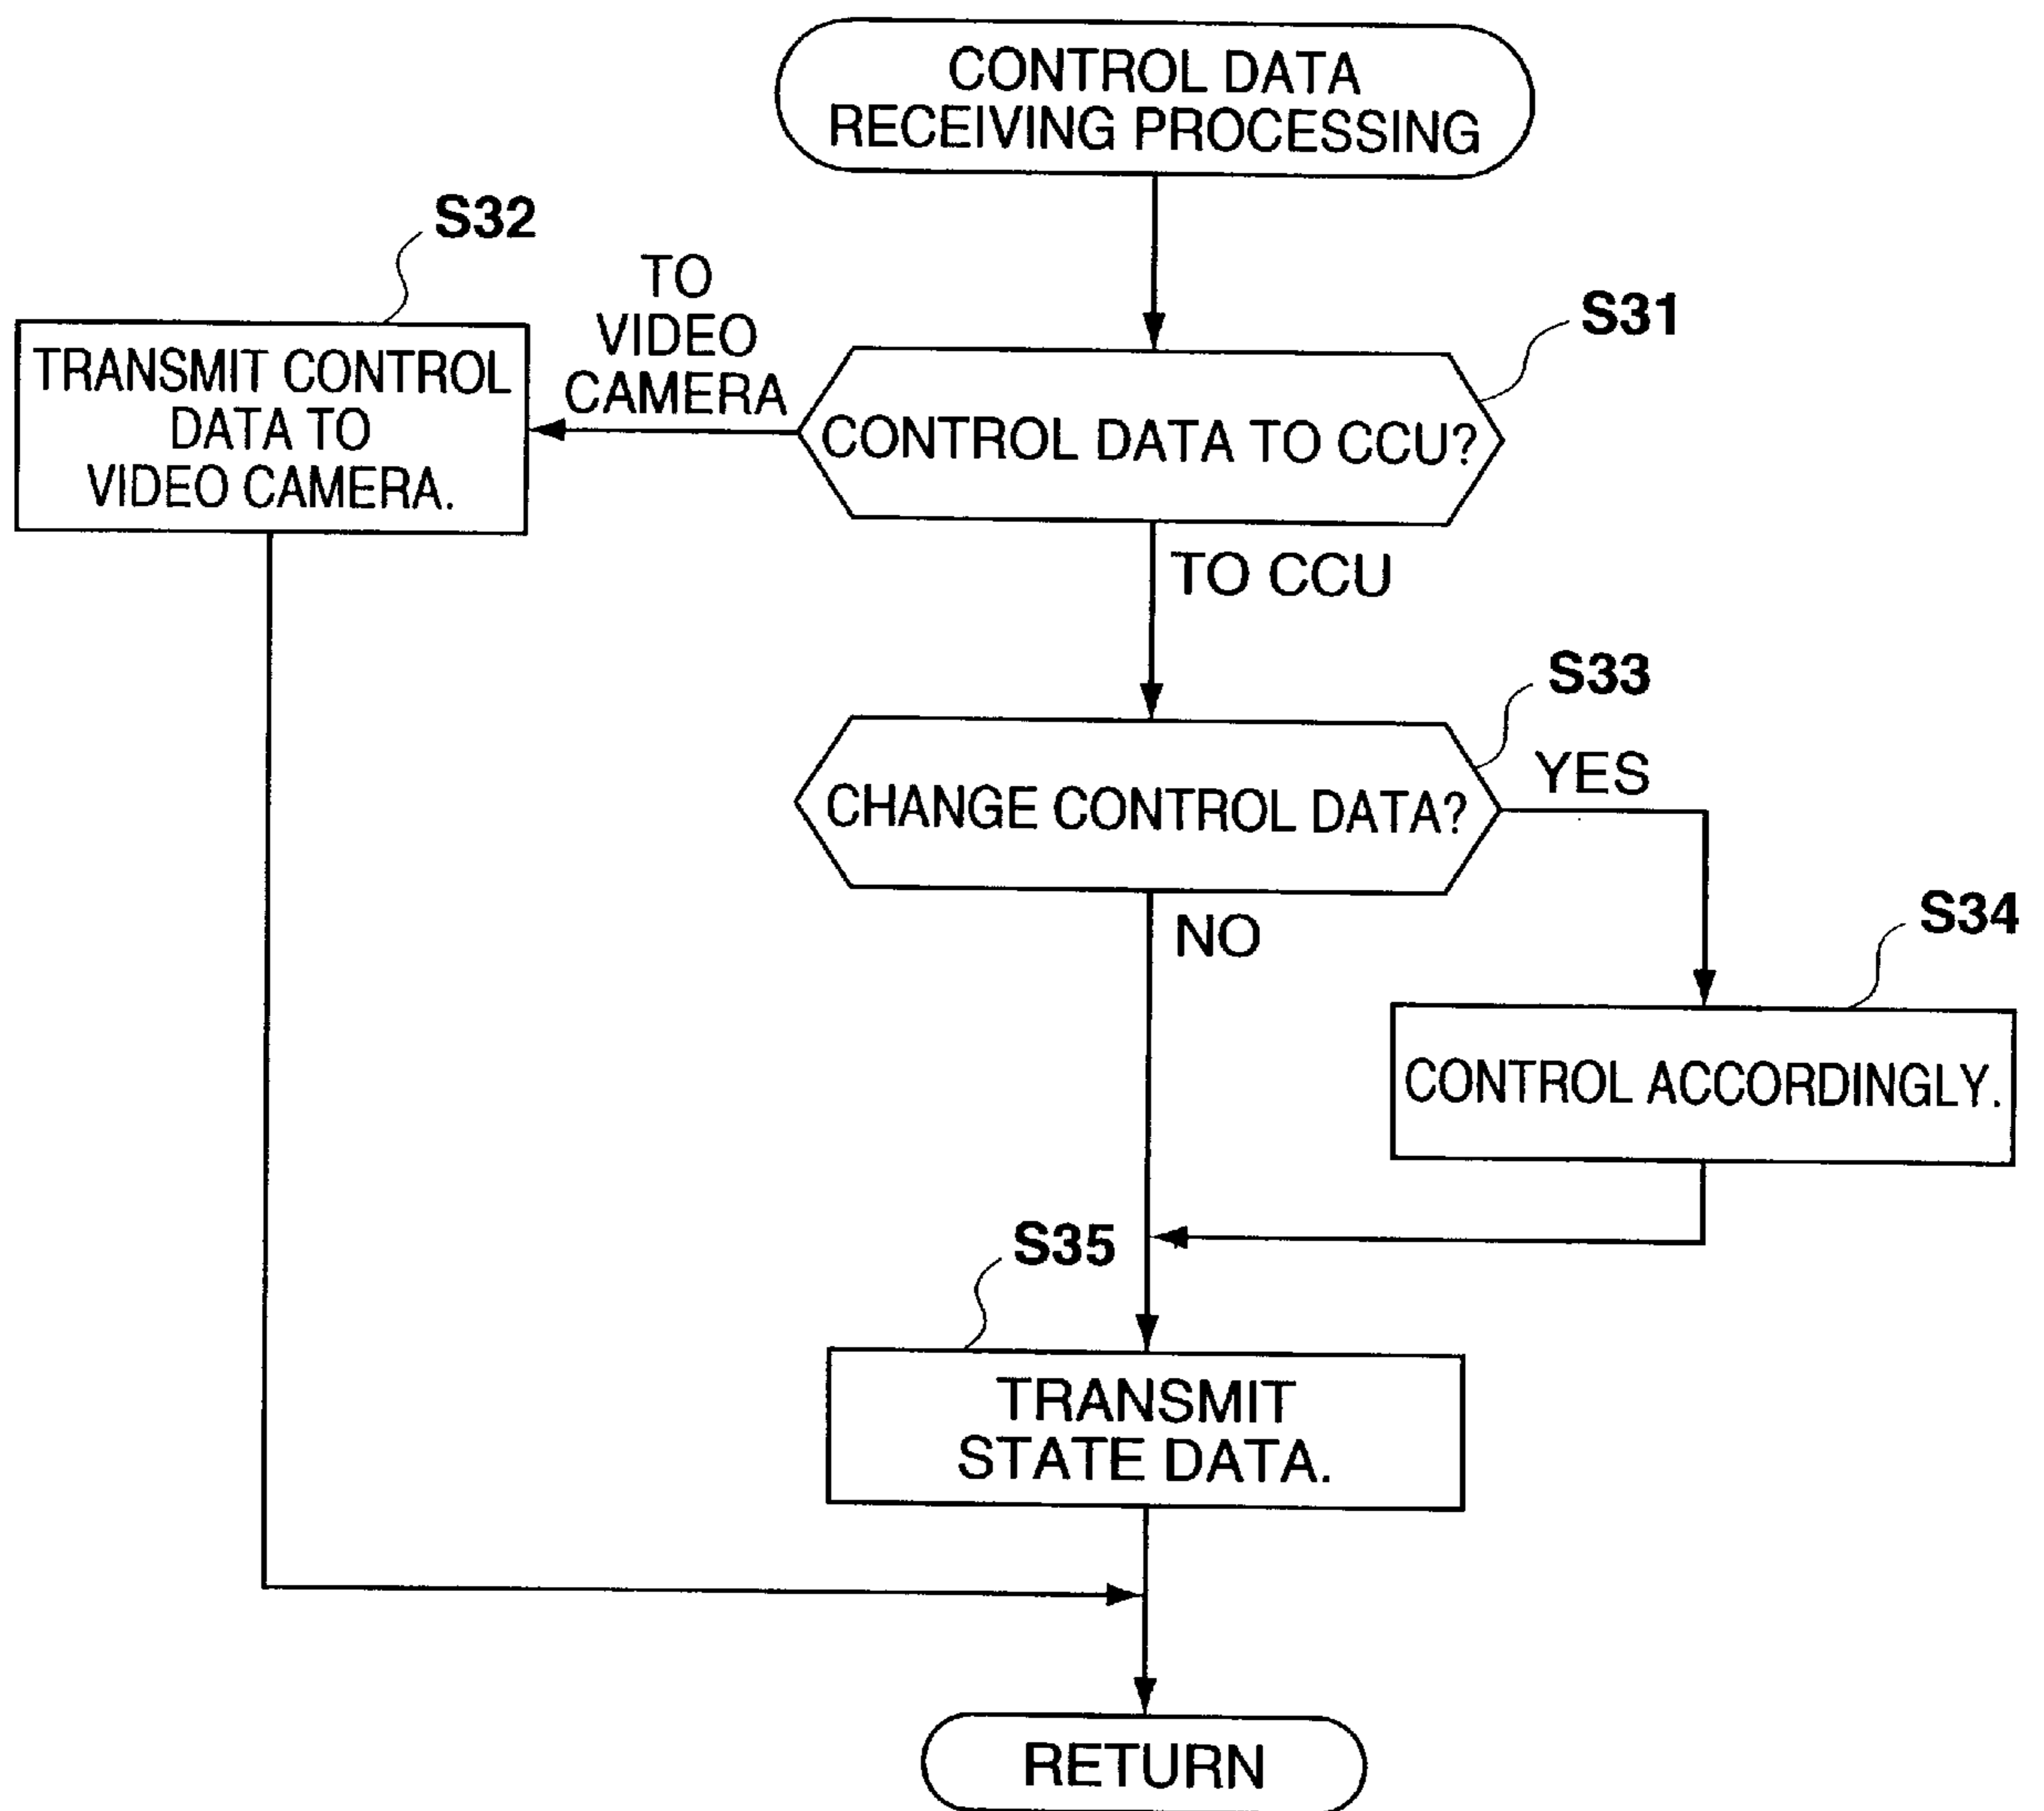 CONTROL DATA
RECEIVING PROCESSING
S32
TO
VIDEO
CAMERA
S31
TRANSMIT CONTROL
DATA TO
VIDEO CAMERA.
CONTROL DATA TO CCU?
TO CCU
S33
YES
CHANGE CONTROL DATA?
NO
S34
CONTROL ACCORDINGLY.
S35
TRANSMIT
STATE DATA.
RETURN